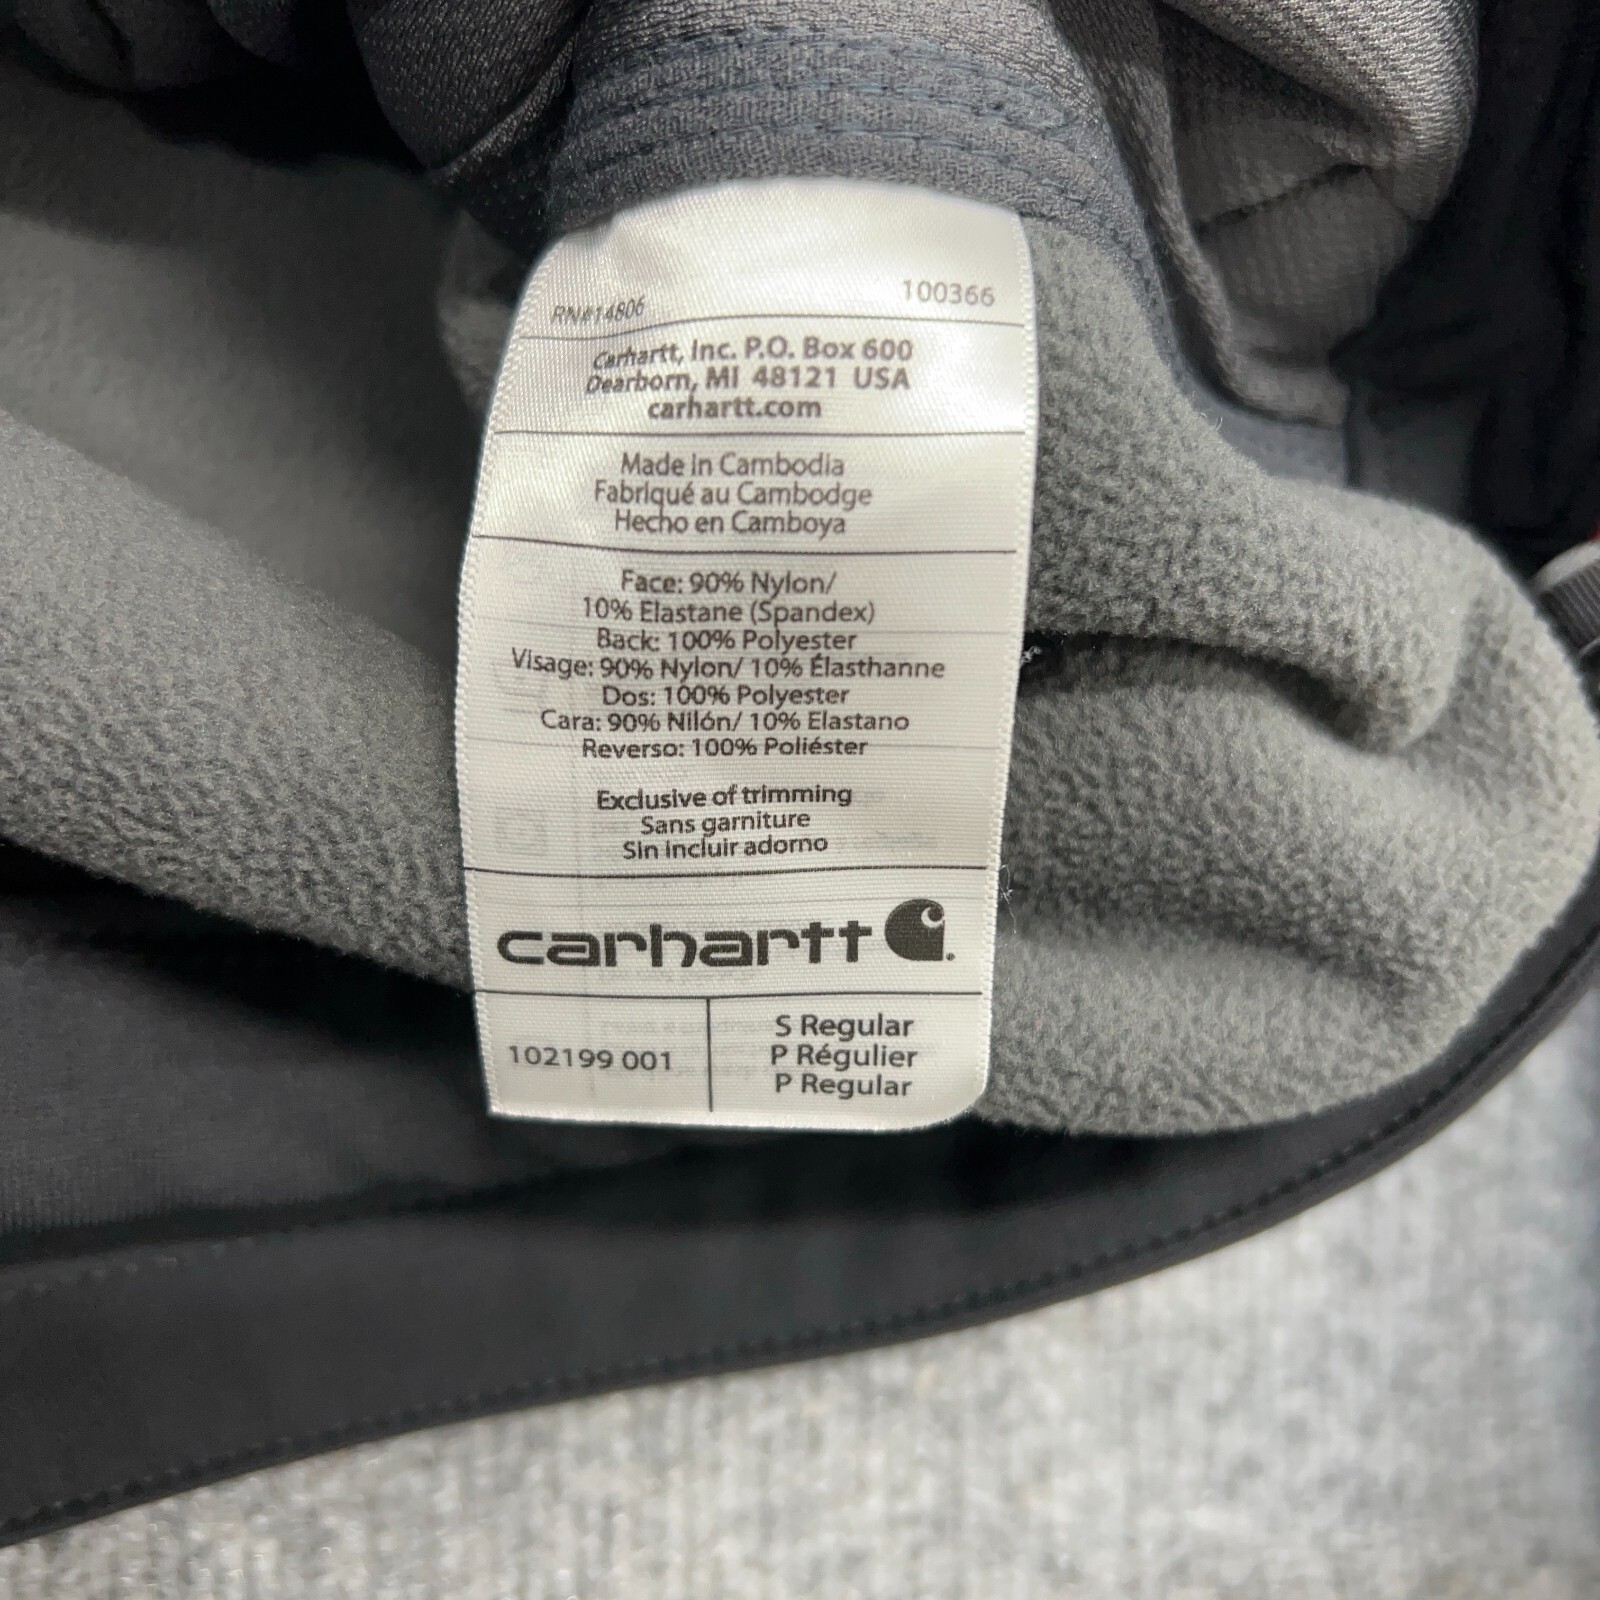 RN#14806 100366
Carhartt, Inc. P.O. Box 600
Dearborn, MI 48121 USA
carhartt.com
Made in Cambodia
Fabriqué au Cambodge
Hecho en Camboya
Face: 90% Nylon/
10% Elastane (Spandex)
Back: 100% Polyester
Visage: 90% Nylon/ 10% Élasthanne
Dos: 100% Polyester
Cara: 90% Nilón/ 10% Elastano
Reverso: 100% Poliéster
Exclusive of trimming
Sans garniture
Sin incluir adorno
carhartt
102199 001
S Regular
P Régulier
P Regular